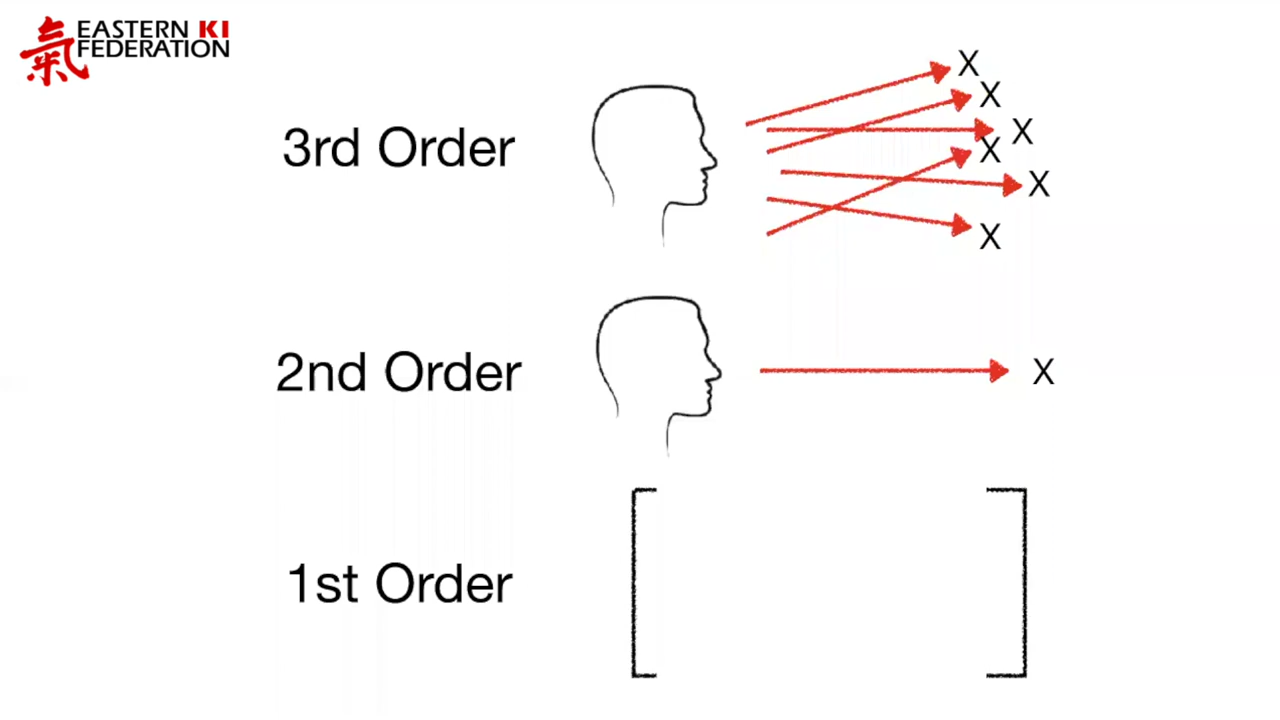 氣
EASTERN KI
FEDERATION
3rd Order
X
X
X
X
X
X
2nd Order
X
1st Order